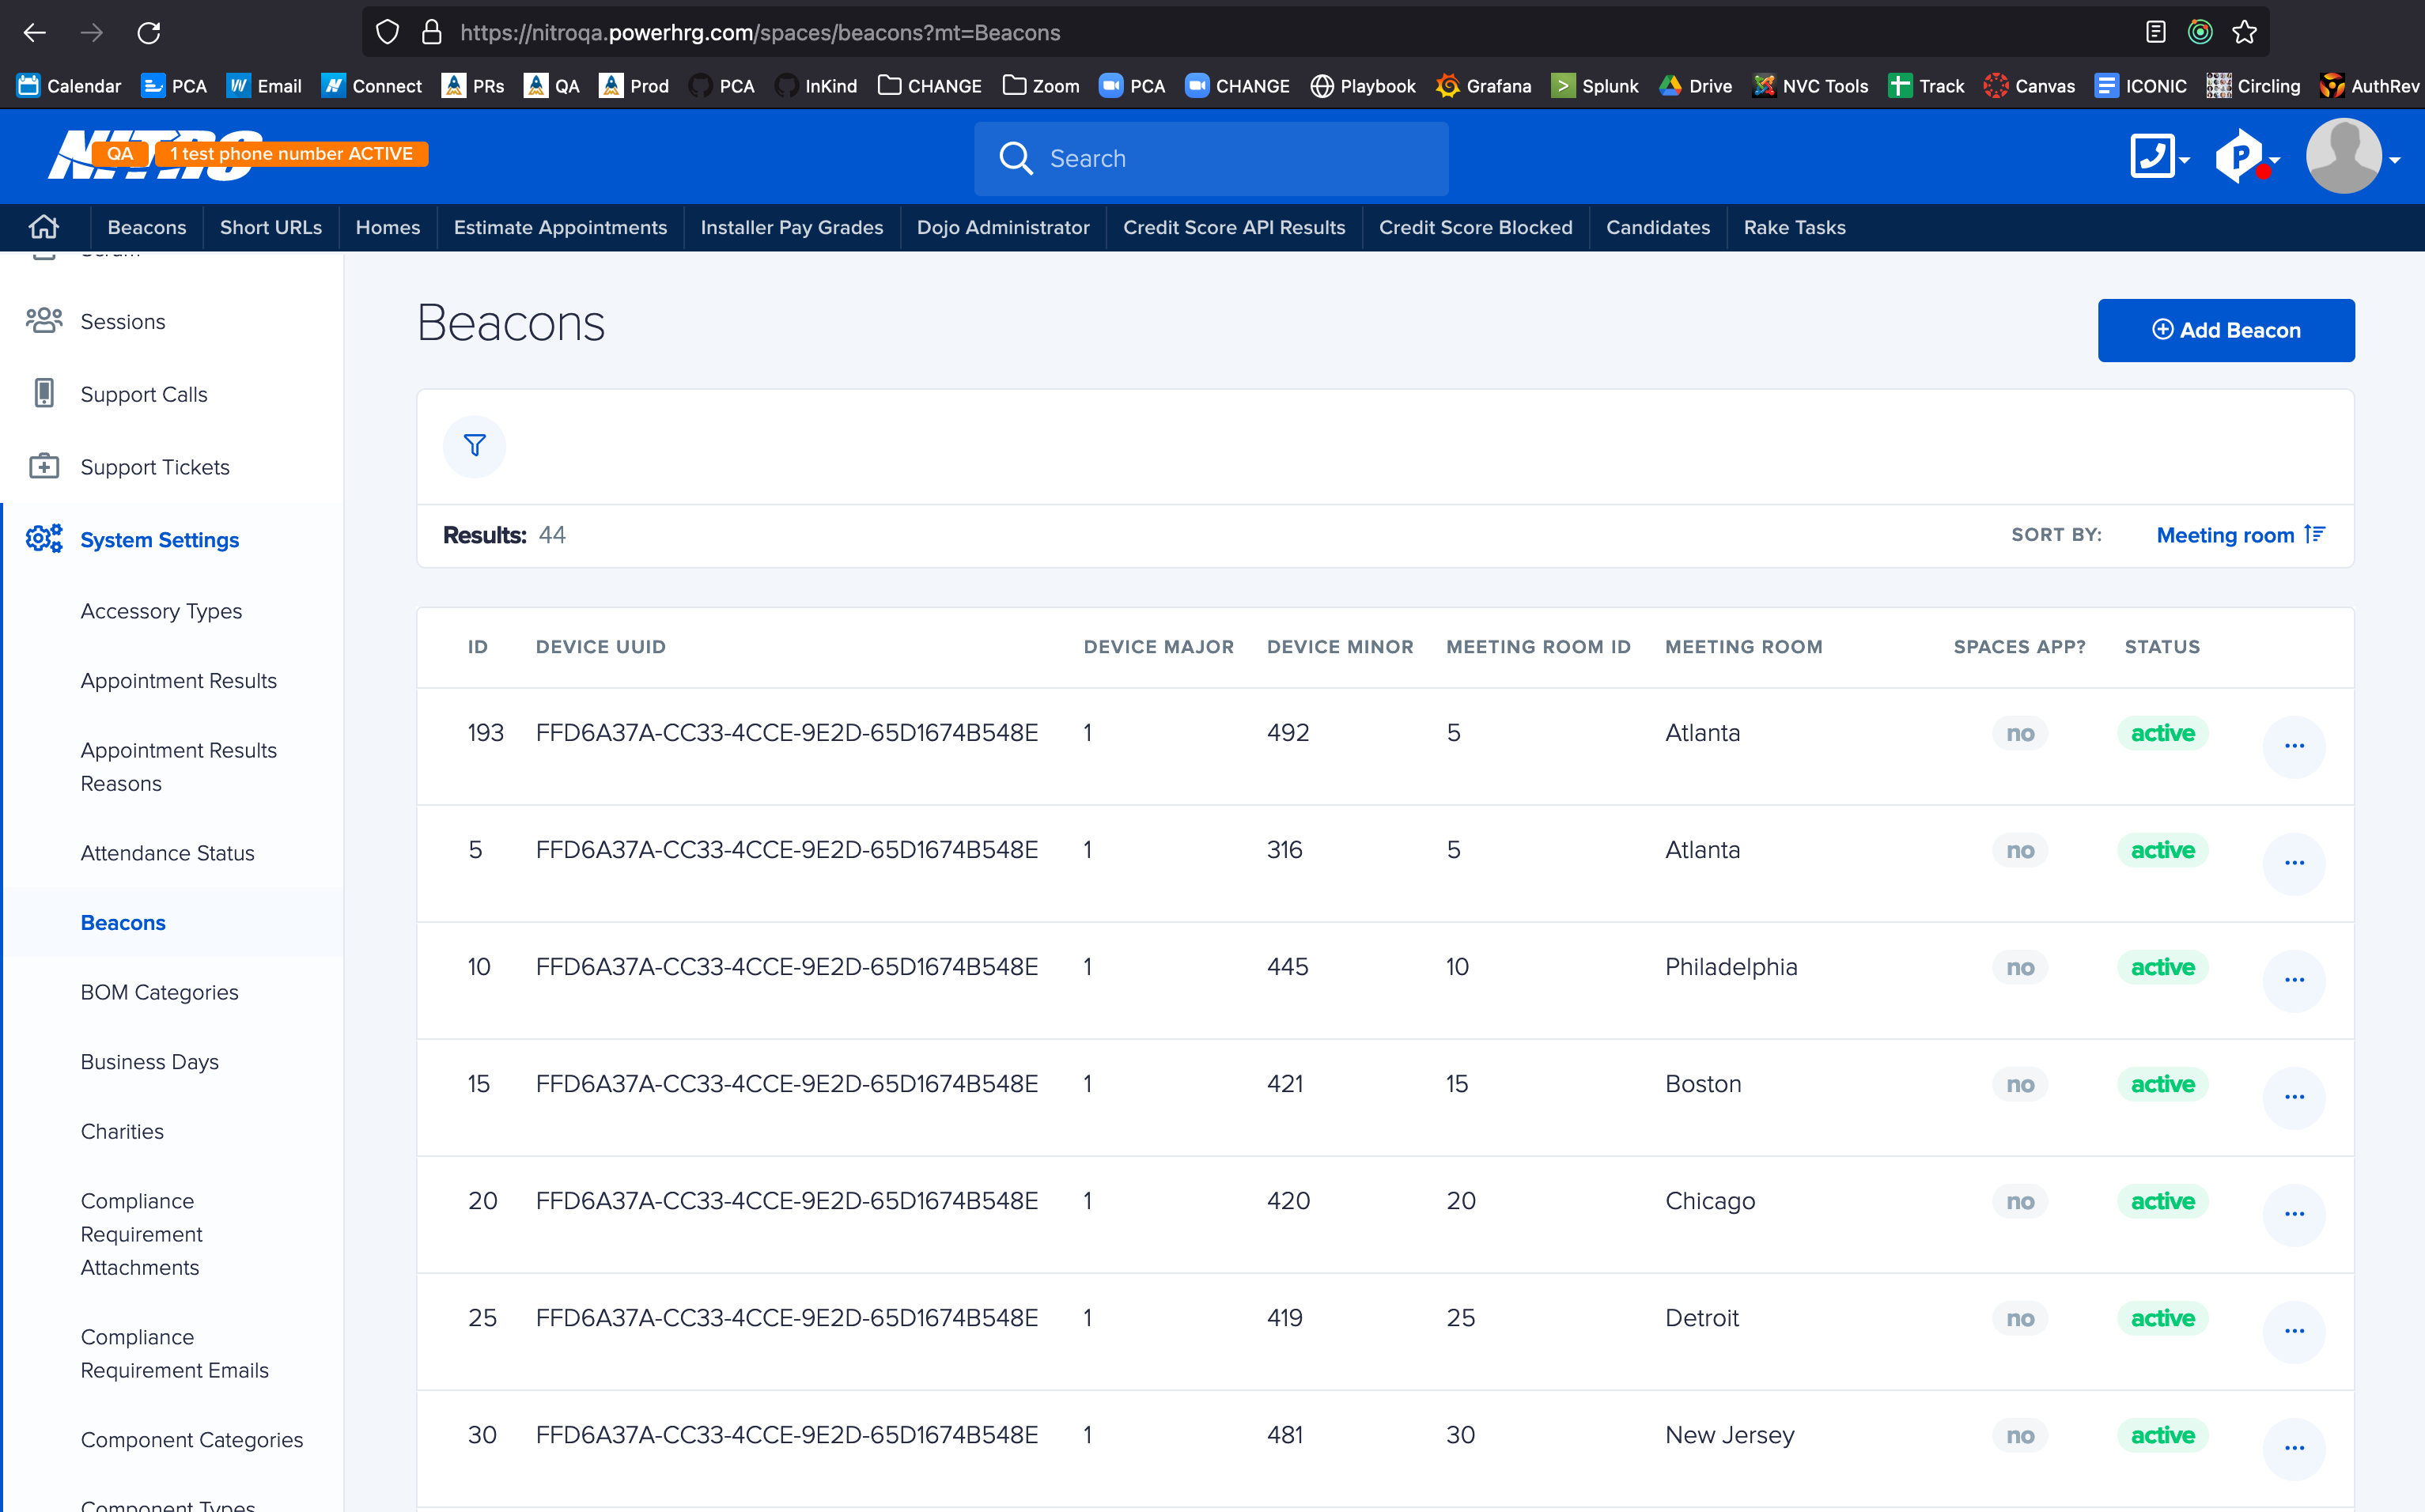 https://nitroqa.powerhrg.com/spaces/beacons?mt=Beacons
Calendar PCA Email Connect PRs QA Prod PCA InKind CHANGE Zoom PCA CHANGE Playbook Grafana Splunk Drive NVC Tools Track Canvas ICONIC Circling AuthRev
NITRO QA 1 test phone number ACTIVE Search
Beacons Short URLs Homes Estimate Appointments Installer Pay Grades Dojo Administrator Credit Score API Results Credit Score Blocked Candidates Rake Tasks
Sessions
Support Calls
Support Tickets
System Settings
Accessory Types
Appointment Results
Appointment Results
Reasons
Attendance Status
Beacons
BOM Categories
Business Days
Charities
Compliance
Requirement
Attachments
Compliance
Requirement Emails
Component Categories
Component Types
Beacons
Add Beacon
Results: 44 SORT BY: Meeting room
ID DEVICE UUID DEVICE MAJOR DEVICE MINOR MEETING ROOM ID MEETING ROOM SPACES APP? STATUS
193 FFD6A37A-CC33-4CCE-9E2D-65D1674B548E 1 492 5 Atlanta no active
5 FFD6A37A-CC33-4CCE-9E2D-65D1674B548E 1 316 5 Atlanta no active
10 FFD6A37A-CC33-4CCE-9E2D-65D1674B548E 1 445 10 Philadelphia no active
15 FFD6A37A-CC33-4CCE-9E2D-65D1674B548E 1 421 15 Boston no active
20 FFD6A37A-CC33-4CCE-9E2D-65D1674B548E 1 420 20 Chicago no active
25 FFD6A37A-CC33-4CCE-9E2D-65D1674B548E 1 419 25 Detroit no active
30 FFD6A37A-CC33-4CCE-9E2D-65D1674B548E 1 481 30 New Jersey no active